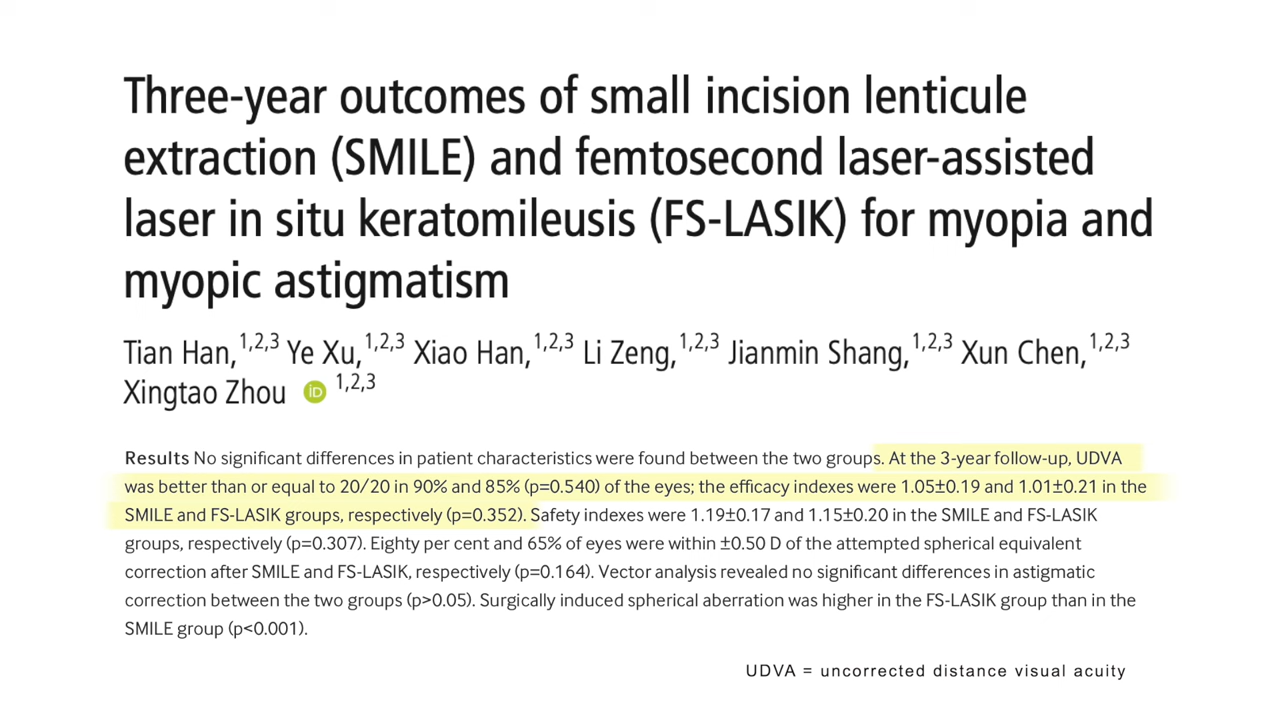 Three-year outcomes of small incision lenticule
extraction (SMILE) and femtosecond laser-assisted
laser in situ keratomileusis (FS-LASIK) for myopia and
myopic astigmatism
Tian Han,1,2,3 Ye Xu,1,2,3 Xiao Han,1,2,3 Li Zeng,1,2,3 Jianmin Shang,1,2,3 Xun Chen,1,2,3
Xingtao Zhou iD 1,2,3
Results No significant differences in patient characteristics were found between the two groups. At the 3-year follow-up, UDVA
was better than or equal to 20/20 in 90% and 85% (p=0.540) of the eyes; the efficacy indexes were 1.05±0.19 and 1.01±0.21 in the
SMILE and FS-LASIK groups, respectively (p=0.352). Safety indexes were 1.19±0.17 and 1.15±0.20 in the SMILE and FS-LASIK
groups, respectively (p=0.307). Eighty per cent and 65% of eyes were within ±0.50 D of the attempted spherical equivalent
correction after SMILE and FS-LASIK, respectively (p=0.164). Vector analysis revealed no significant differences in astigmatic
correction between the two groups (p>0.05). Surgically induced spherical aberration was higher in the FS-LASIK group than in the
SMILE group (p<0.001).
UDVA = uncorrected distance visual acuity